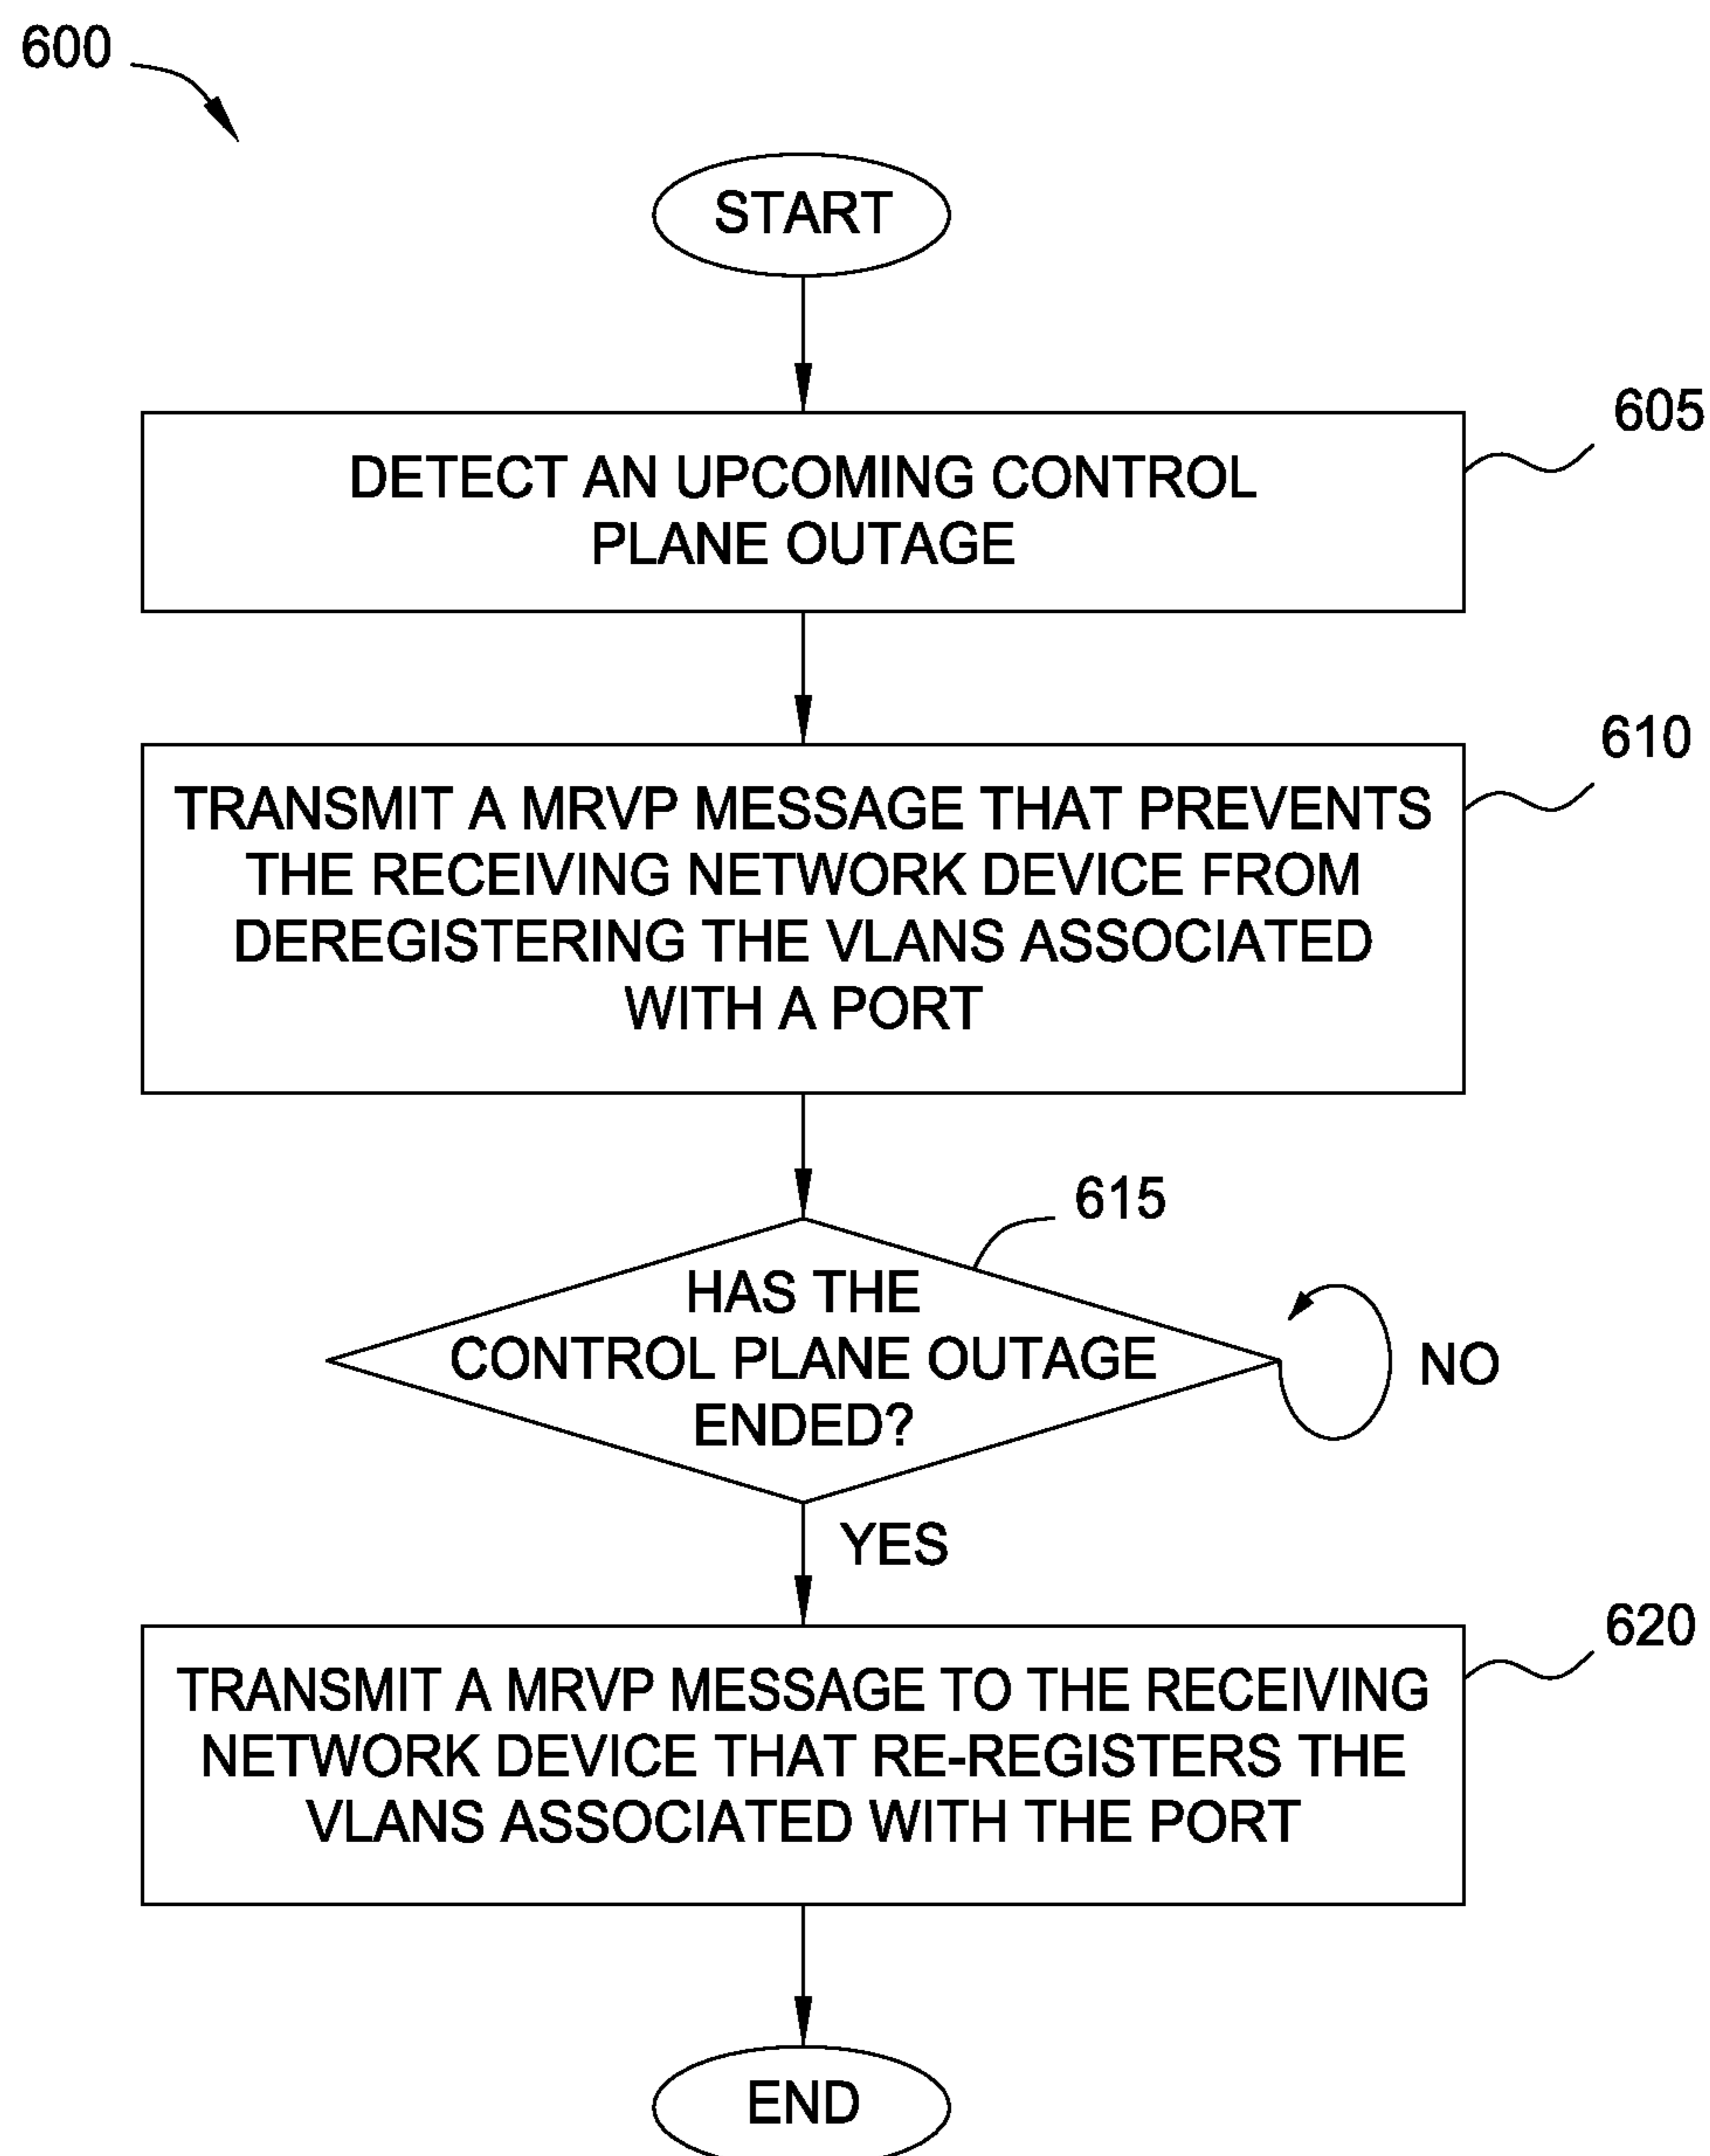 600
START
605
DETECT AN UPCOMING CONTROL
PLANE OUTAGE
610
TRANSMIT A MRVP MESSAGE THAT PREVENTS
THE RECEIVING NETWORK DEVICE FROM
DEREGISTERING THE VLANS ASSOCIATED
WITH A PORT
615
HAS THE
CONTROL PLANE OUTAGE
ENDED?
NO
YES
620
TRANSMIT A MRVP MESSAGE TO THE RECEIVING
NETWORK DEVICE THAT RE-REGISTERS THE
VLANS ASSOCIATED WITH THE PORT
END